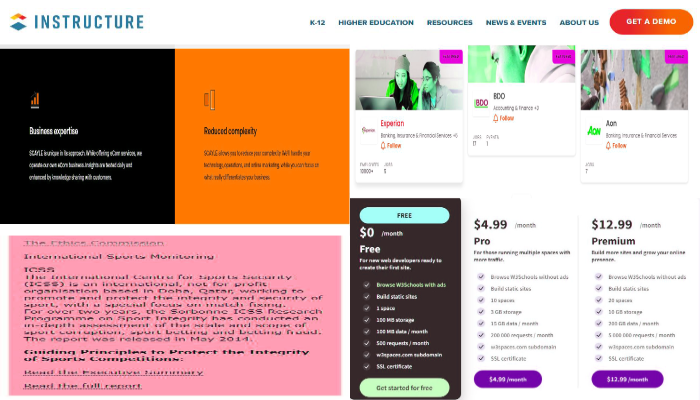 INSTRUCTURE
K-12 HIGHER EDUCATION RESOURCES NEWS & EVENTS ABOUT US GET A DEMO
Business expertise
SCAYLE is unique in its approach. While offering eCom services, we
operate our own eCom business insights are tested daily and
enhanced by knowledge sharing with customers.
Reduced complexity
SCAYLE allows you to reduce your complexity. We'll handle your
technology, operations, and online marketing, while you can focus on
what really differentiates your business.
Experian
Banking, Insurance & Financial Services +6
Follow
JOBS
10000+ 5
BDO
BDO
Accounting & Finance +3
Follow
JOBS EVENTS
17 1
Aon
Aon
Banking, Insurance & Financial Services
Follow
JOBS
7
The Ethics Commission
International Sports Monitoring
ICSS
The International Centre for Sports Security
(ICSS) is an international, not for profit
organisation based in Doha, Qatar, working to
promote and protect the integrity and security of
sport, with a special focus on match fixing.
For over two years, the Sorbonne ICSS Research
Programme on Sport Integrity has conducted an
in-depth assessment of the scale and scope of
sport corruption, sport betting and betting fraud.
The report was released in May 2014.
Guiding Principles to Protect the Integrity
of Sports Competitions:
Read the Executive Summary
Read the full report
FREE
$0 /month
Free
For new web developers ready to
create their first site.
Browse W3Schools with ads
Build static sites
1 space
100 MB storage
100 MB data / month
500 requests / month
w3spaces.com subdomain
SSL certificate
Get started for free
$4.99 /month
Pro
For those running multiple spaces with
more traffic.
Browse W3Schools without ads
Build static sites
10 spaces
5 GB storage
15 GB data / month
200 000 requests / month
w3spaces.com subdomain
SSL certificate
$4.99 /month
$12.99 /month
Premium
Build more sites and grow your online
presence.
Browse W3Schools without ads
Build static sites
20 spaces
10 GB storage
200 GB data / month
5 000 000 requests / month
w3spaces.com subdomain
SSL certificate
$12.99 /month